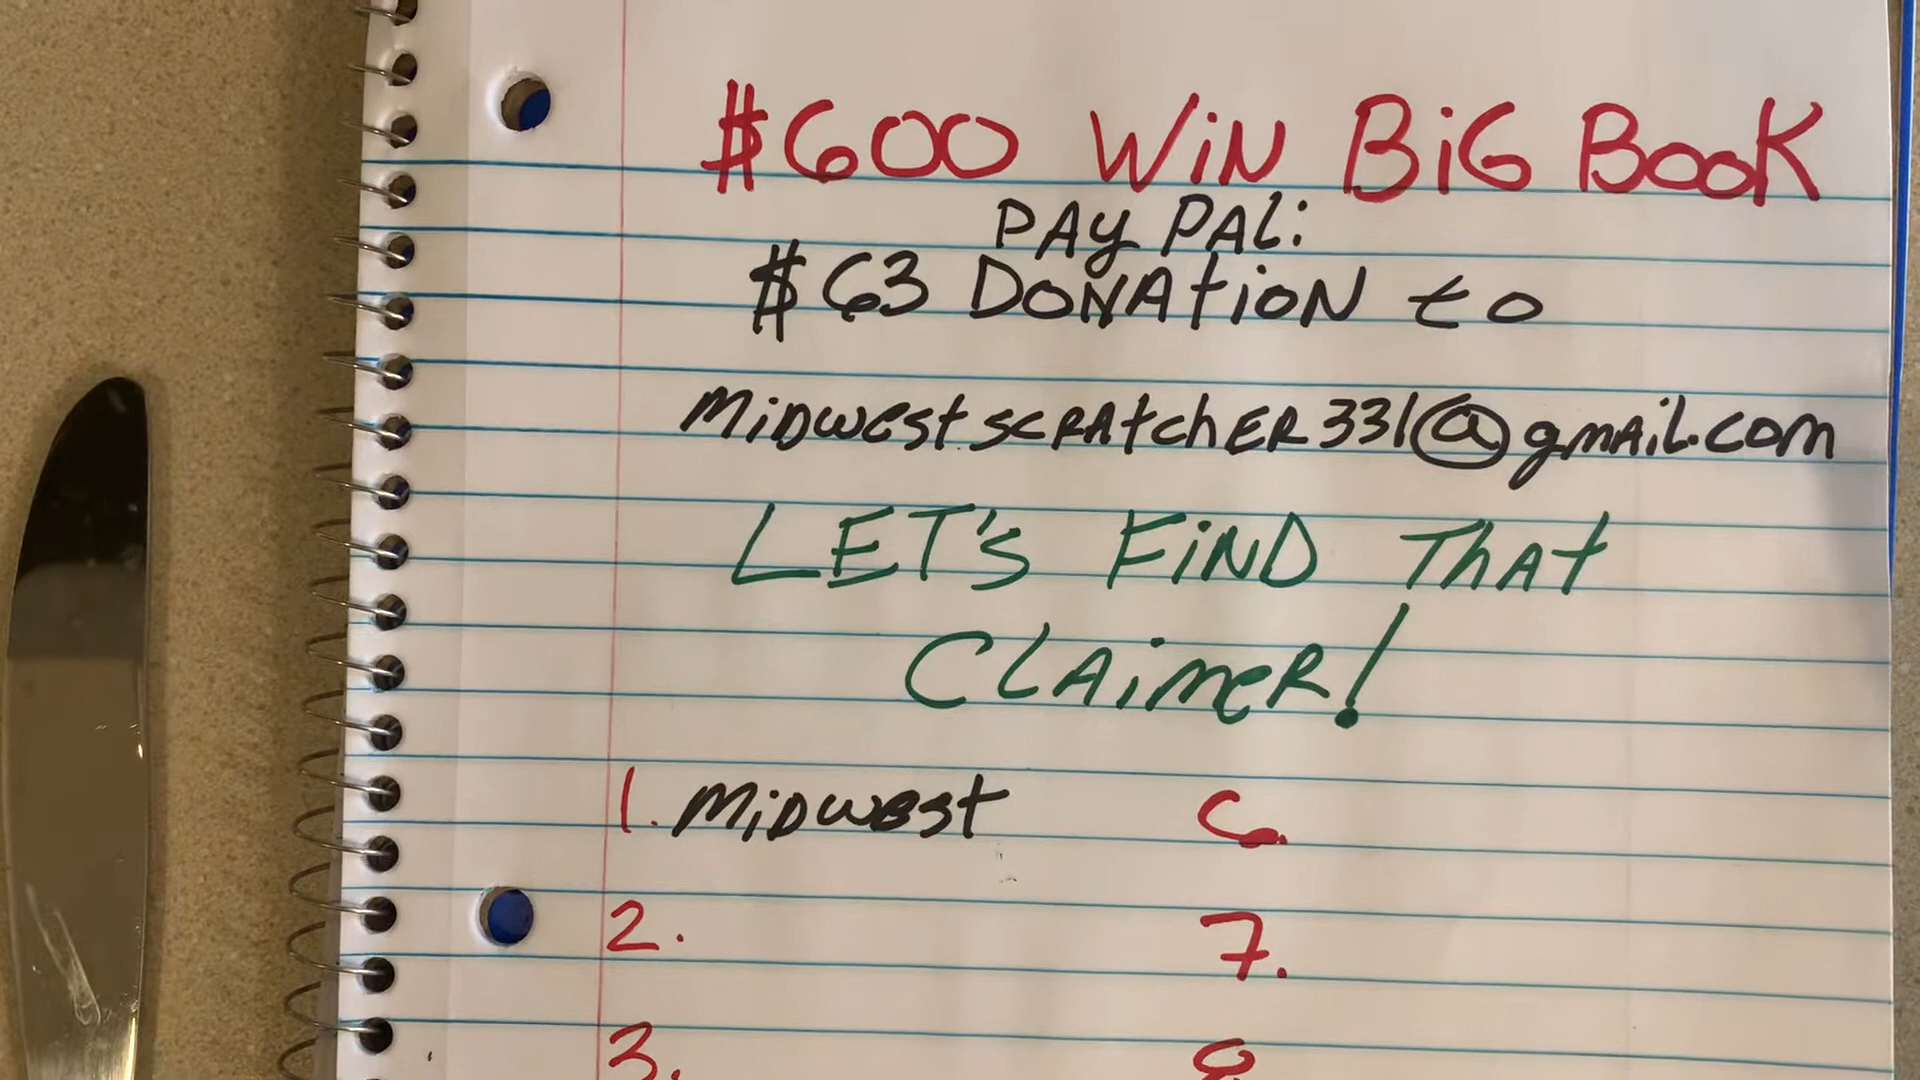 $600 WiN BiG BooK
PAY PAL:
$63 DONAtioN to
MiDwest scRAtchER331@gmAiL.com
LET'S FiND ThAt
CLAimeR!
1. MiDwest 6.
2. 7.
3. 8.